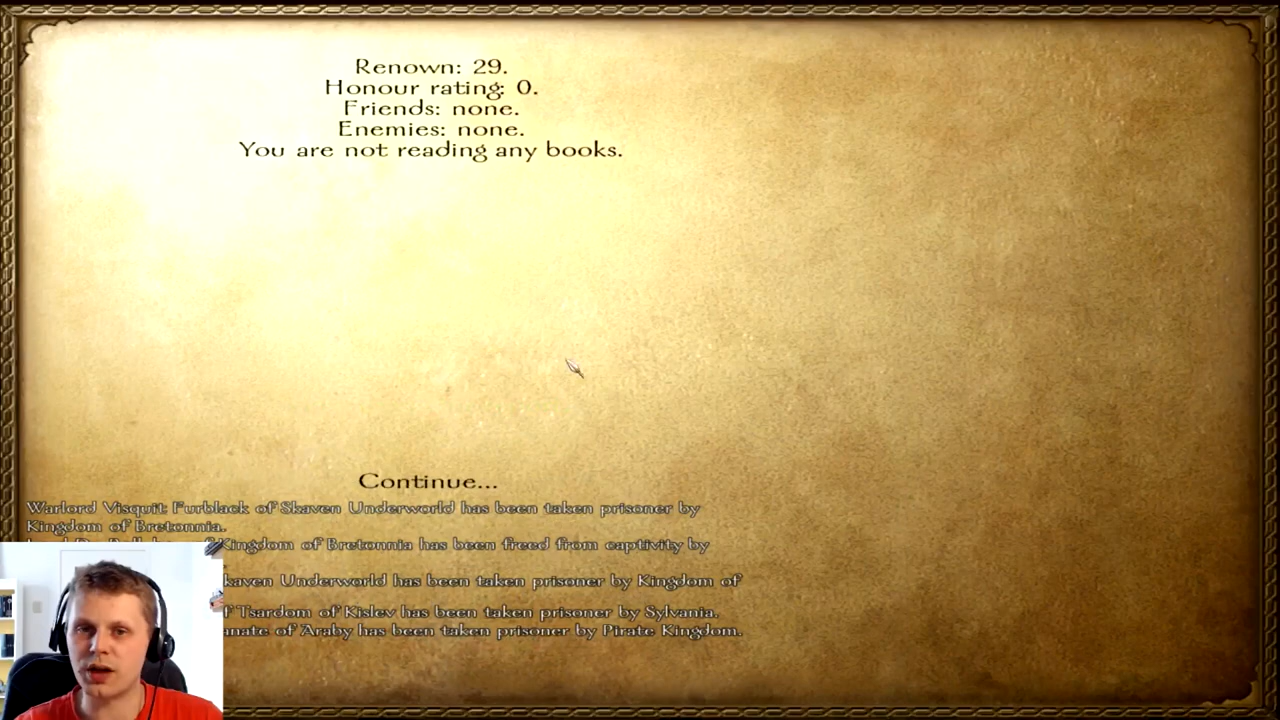 Renown: 29.
Honour rating: 0.
Friends: none.
Enemies: none.
You are not reading any books.
Continue...
Warlord Visquit Furblack of Skaven Underworld has been taken prisoner by
Kingdom of Bretonnia.
Kingdom of Bretonnia has been freed from captivity by
Underworld has been taken prisoner by Kingdom of
Tsardom of Kislev has been taken prisoner by Sylvania.
of Araby has been taken prisoner by Pirate Kingdom.